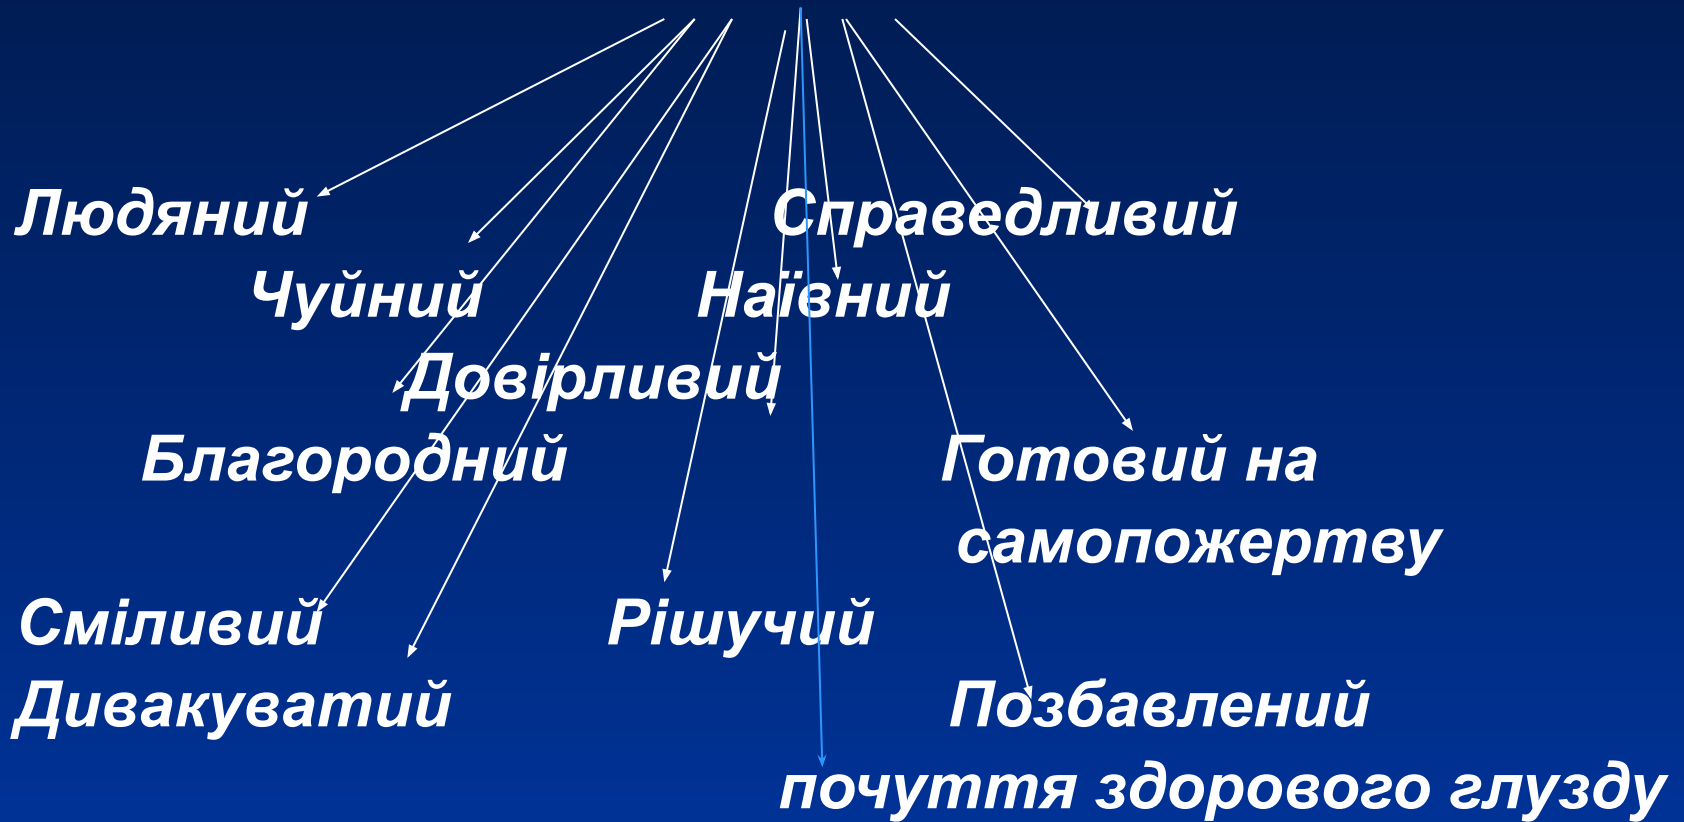 Людяний Справедливий
Чуйний Наївний
Довірливий
Благородний Готовий на
самопожертву
Сміливий Рішучий
Дивакуватий Позбавлений
почуття здорового глузду